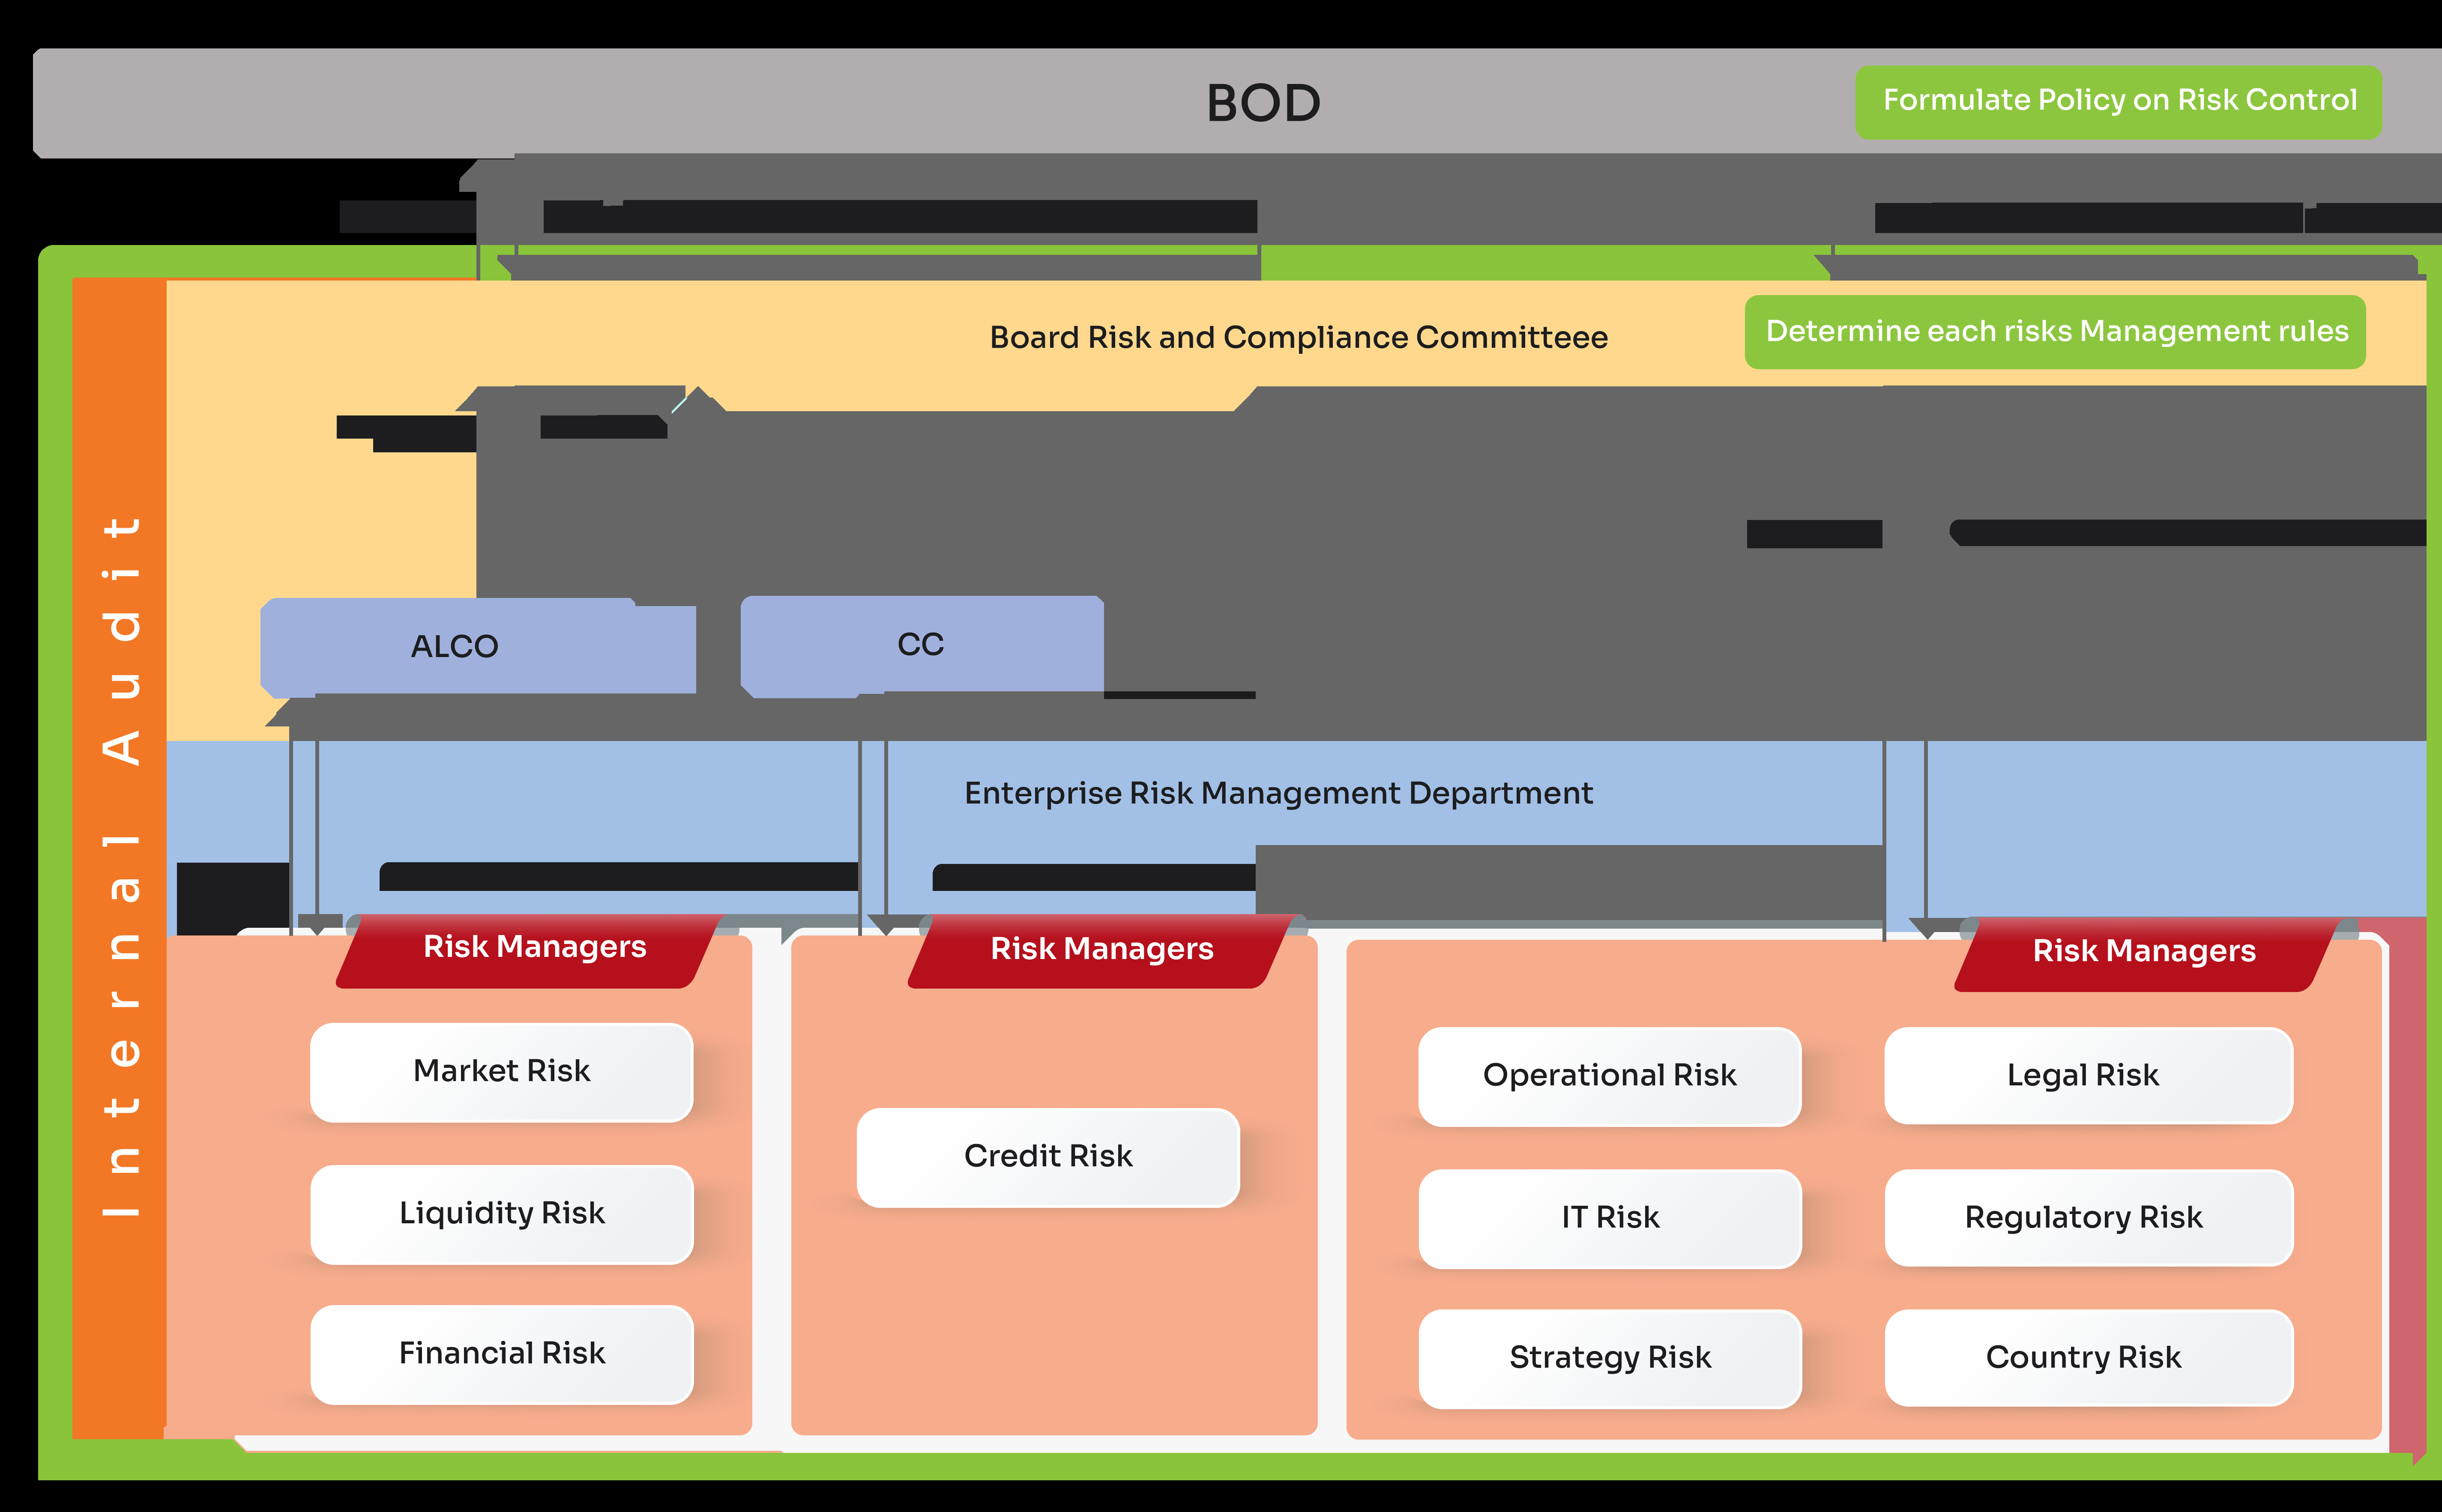 BOD
Formulate Policy on Risk Control
Board Risk and Compliance Committeee
Determine each risks Management rules
ALCO
CC
Internal Audit
Enterprise Risk Management Department
Risk Managers
Risk Managers
Risk Managers
Market Risk
Liquidity Risk
Financial Risk
Credit Risk
Operational Risk
Legal Risk
IT Risk
Regulatory Risk
Strategy Risk
Country Risk